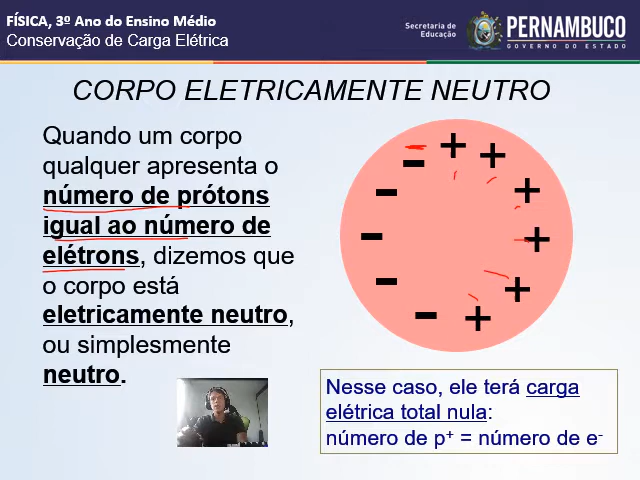 FÍSICA, 3º Ano do Ensino Médio
Conservação de Carga Elétrica
Secretaria de
Educação
PERNAMBUCO
GOVERNO DO ESTADO
CORPO ELETRICAMENTE NEUTRO
Quando um corpo
qualquer apresenta o
número de prótons
igual ao número de
elétrons, dizemos que
o corpo está
eletricamente neutro,
ou simplesmente
neutro.
Nesse caso, ele terá carga
elétrica total nula:
número de p⁺ = número de e⁻